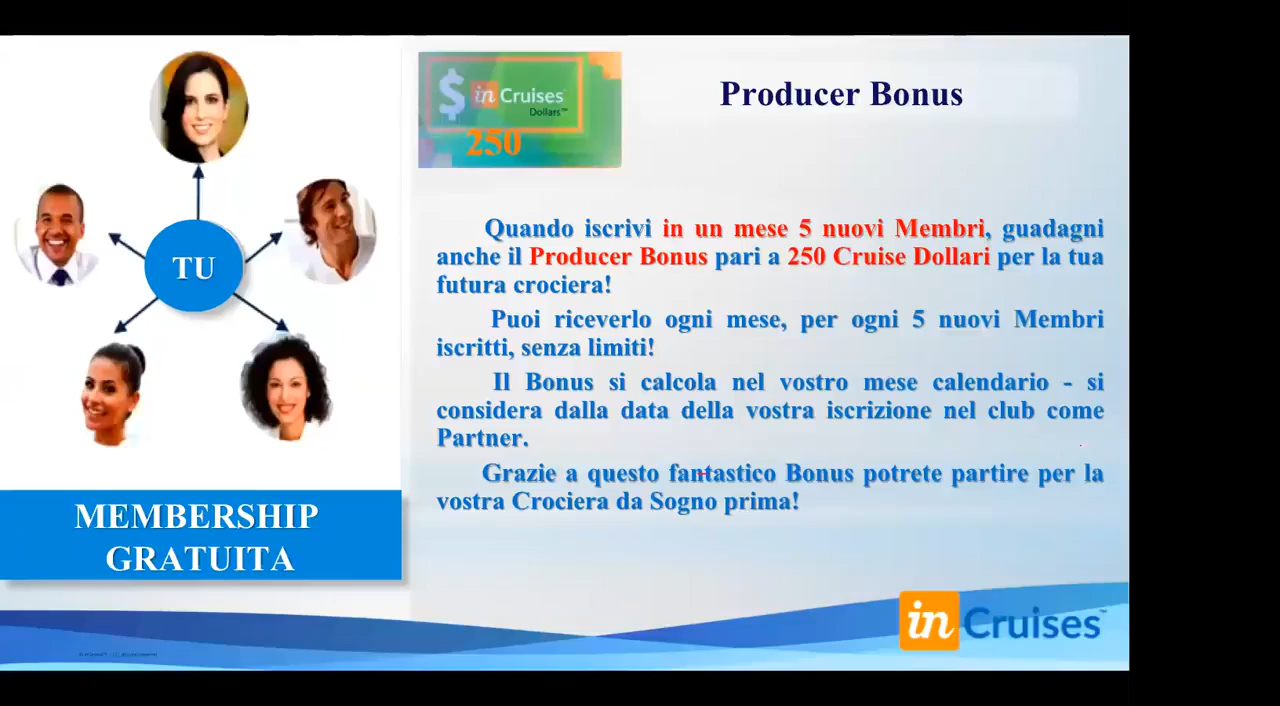 $ in Cruises
Dollars™
250
Producer Bonus
TU
Quando iscrivi in un mese 5 nuovi Membri, guadagni
anche il Producer Bonus pari a 250 Cruise Dollari per la tua
futura crociera!
Puoi riceverlo ogni mese, per ogni 5 nuovi Membri
iscritti, senza limiti!
Il Bonus si calcola nel vostro mese calendario - si
considera dalla data della vostra iscrizione nel club come
Partner.
Grazie a questo fantastico Bonus potrete partire per la
vostra Crociera da Sogno prima!
MEMBERSHIP
GRATUITA
in Cruises™